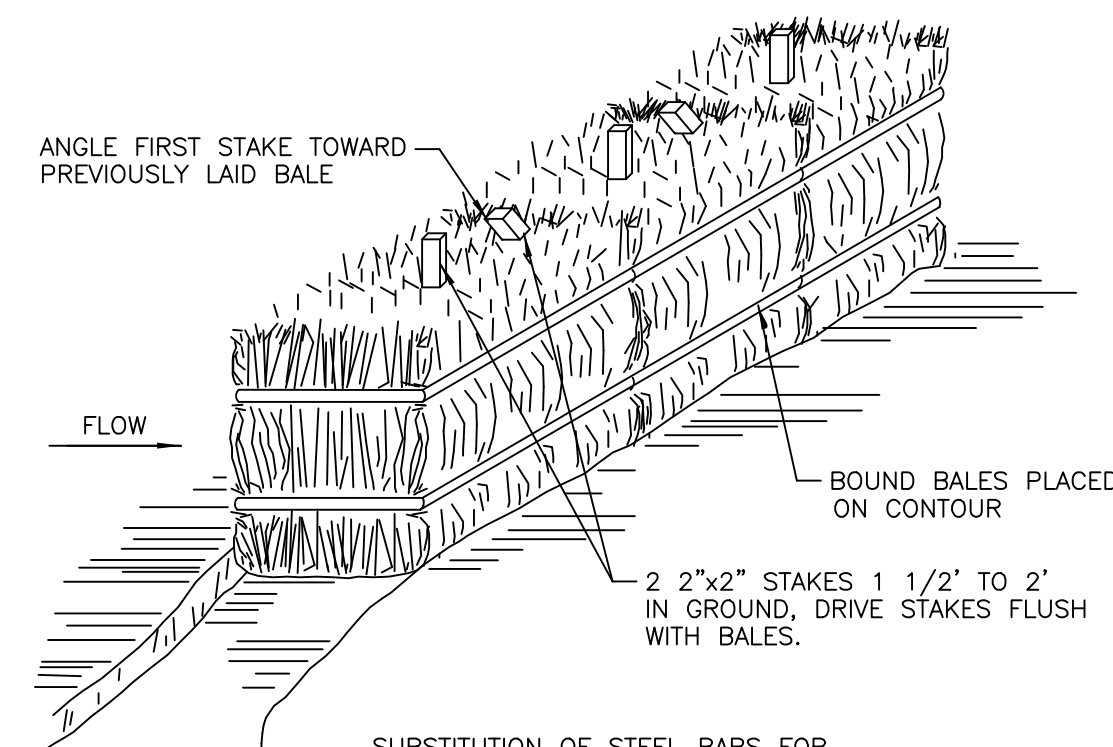 ANGLE FIRST STAKE TOWARD
PREVIOUSLY LAID BALE
FLOW
BOUND BALES PLACED
ON CONTOUR
2 2”x2” STAKES 1 1/2’ TO 2’
IN GROUND, DRIVE STAKES FLUSH
WITH BALES.
SUBSTITUTION OF STEEL BARS FOR